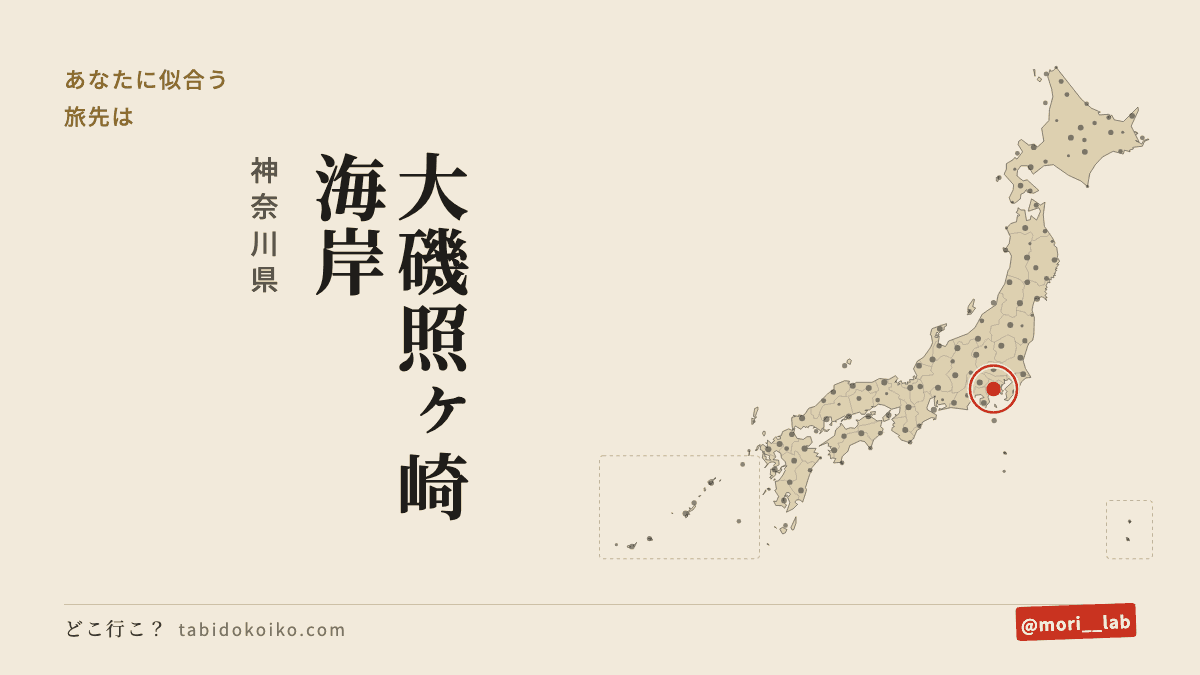 あなたに似合う
旅先は
大磯照ヶ崎
海岸
神奈川県
どこ行こ？ tabidokoiko.com
@mori__lab